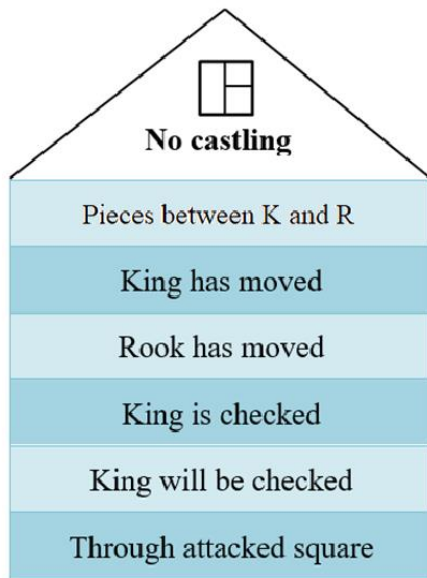 No castling
Pieces between K and R
King has moved
Rook has moved
King is checked
King will be checked
Through attacked square